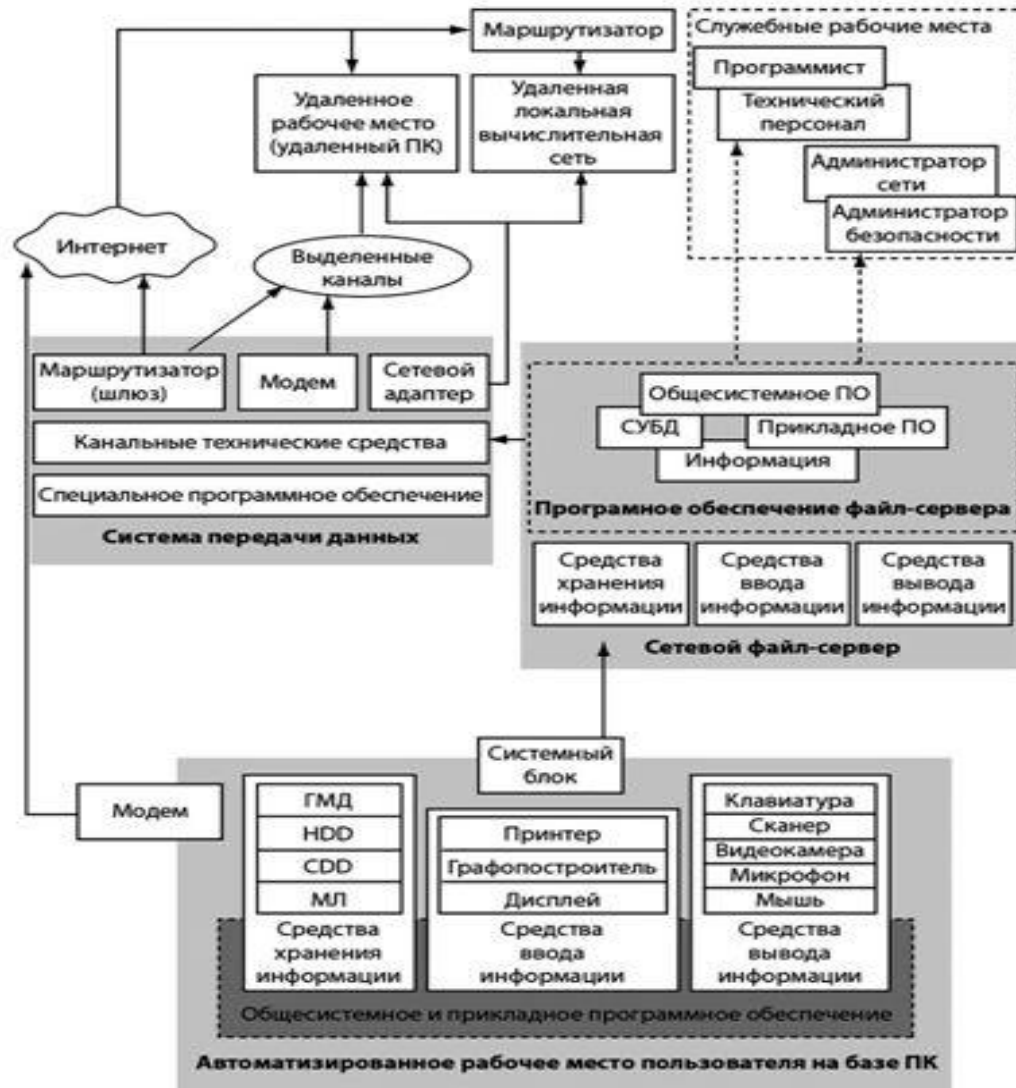 Маршрутизатор
Служебные рабочие места
Программист
Технический
персонал
Администратор
сети
Администратор
безопасности
Удаленное
рабочее место
(удаленный ПК)
Удаленная
локальная
вычислительная
сеть
Интернет
Выделенные
каналы
Маршрутизатор
(шлюз)
Модем
Сетевой
адаптер
Канальные технические средства
Специальное программное обеспечение
Система передачи данных
Общесистемное ПО
СУБД
Прикладное ПО
Информация
Програмное обеспечение файл-сервера
Средства
хранения
информации
Средства
ввода
информации
Средства
вывода
информации
Сетевой файл-сервер
Системный
блок
Модем
ГМД
HDD
CDD
МЛ
Средства
хранения
информации
Принтер
Графопостроитель
Дисплей
Средства
ввода
информации
Клавиатура
Сканер
Видеокамера
Микрофон
Мышь
Средства
вывода
информации
Общесистемное и прикладное программное обеспечение
Автоматизированное рабочее место пользователя на базе ПК